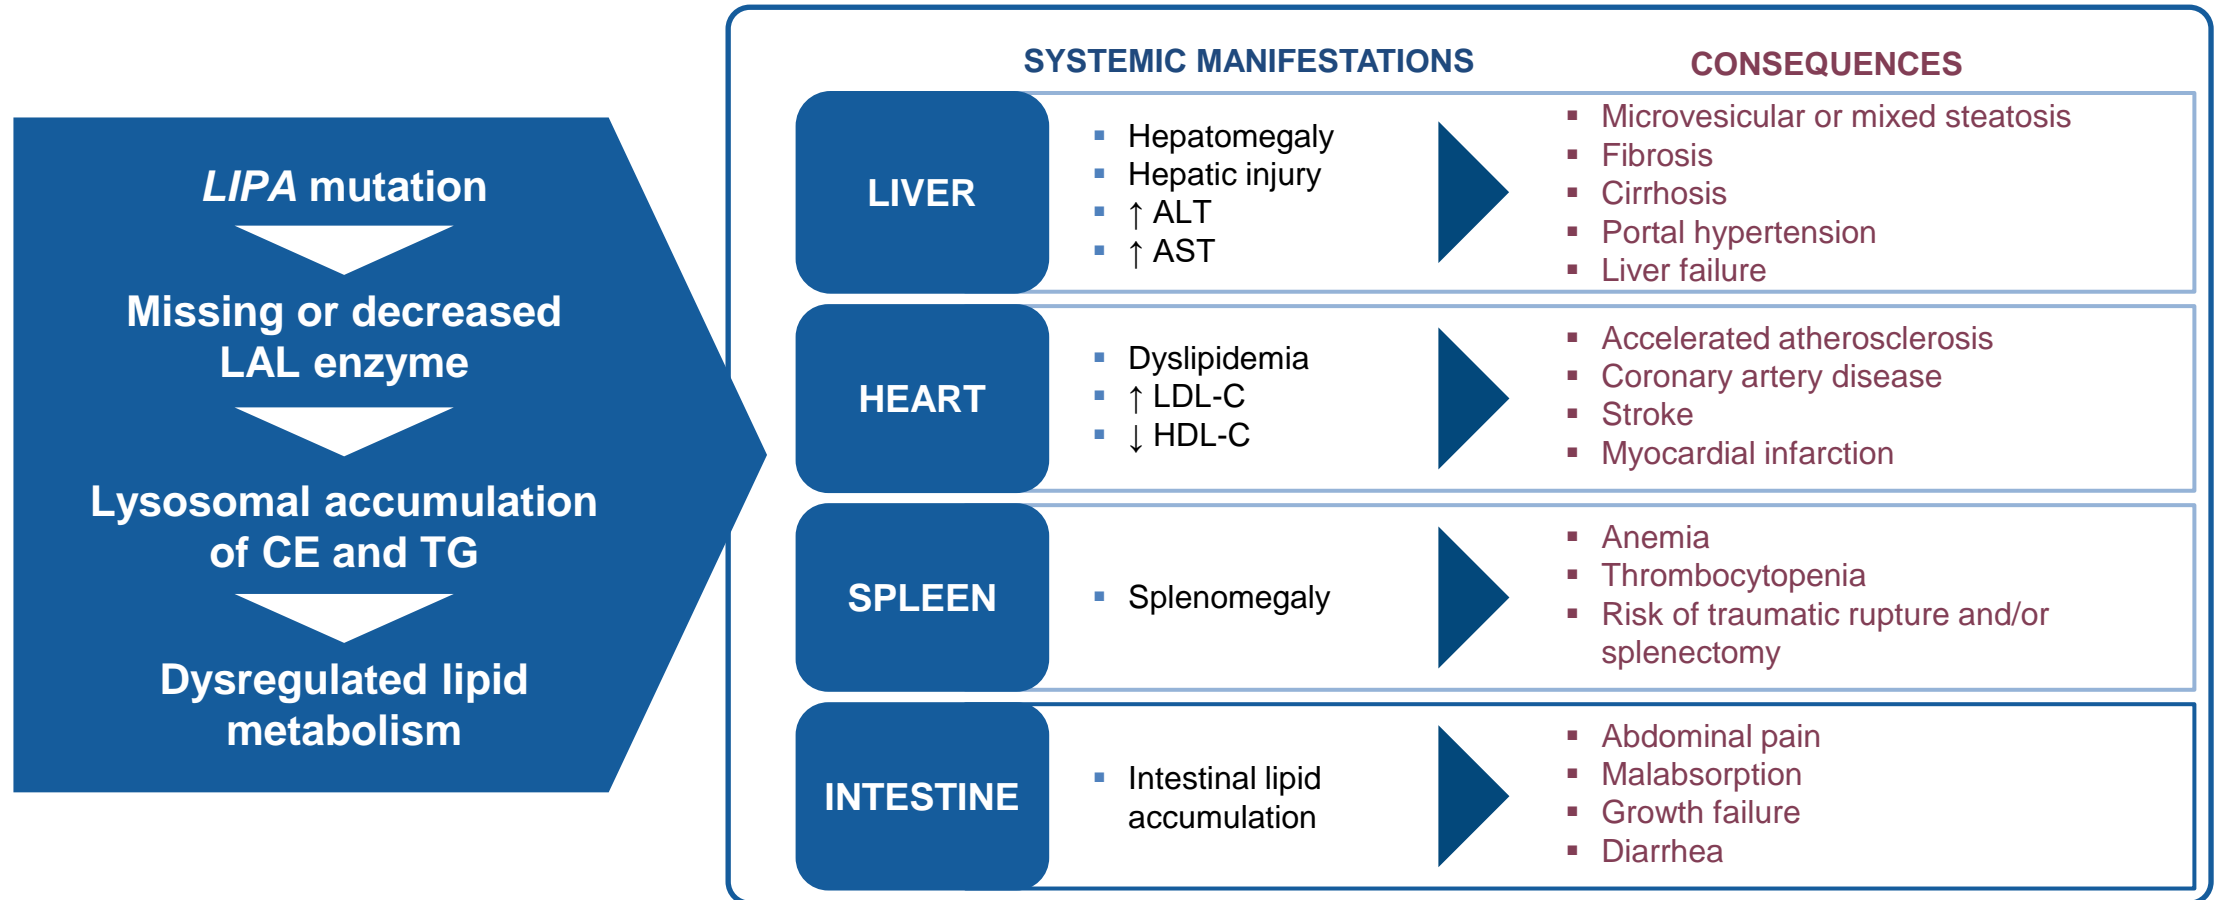 LIPA mutation
Missing or decreased
LAL enzyme
Lysosomal accumulation
of CE and TG
Dysregulated lipid
metabolism
SYSTEMIC MANIFESTATIONS
CONSEQUENCES
LIVER
▪ Hepatomegaly
▪ Hepatic injury
▪ ↑ ALT
▪ ↑ AST
▪ Microvesicular or mixed steatosis
▪ Fibrosis
▪ Cirrhosis
▪ Portal hypertension
▪ Liver failure
HEART
▪ Dyslipidemia
▪ ↑ LDL-C
▪ ↓ HDL-C
▪ Accelerated atherosclerosis
▪ Coronary artery disease
▪ Stroke
▪ Myocardial infarction
SPLEEN
▪ Splenomegaly
▪ Anemia
▪ Thrombocytopenia
▪ Risk of traumatic rupture and/or
splenectomy
INTESTINE
▪ Intestinal lipid
accumulation
▪ Abdominal pain
▪ Malabsorption
▪ Growth failure
▪ Diarrhea